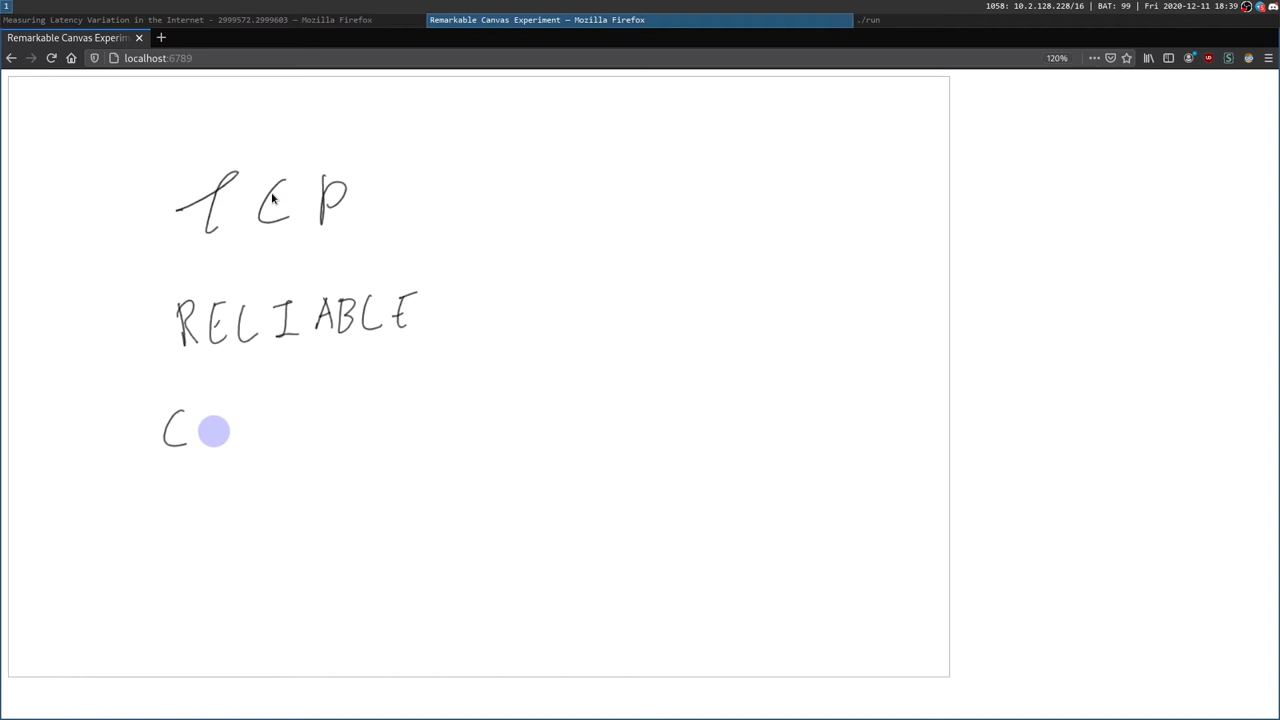 1
1058: 10.2.128.228/16 | BAT: 99 | Fri 2020-12-11 18:39
Measuring Latency Variation in the Internet - 2999572.2999603 — Mozilla Firefox
Remarkable Canvas Experiment — Mozilla Firefox
./run
Remarkable Canvas Experim
localhost:6789
120%
TCP
RELIABLE
C